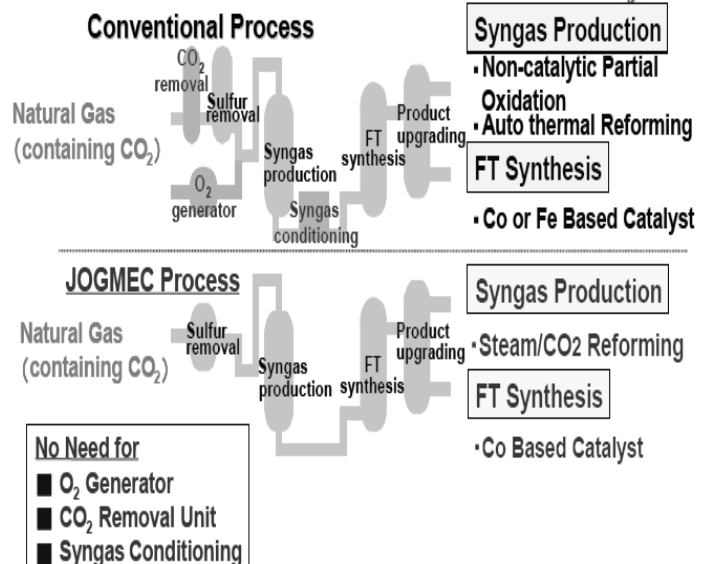 Conventional Process
CO2
removal
Sulfur
removal
Natural Gas
(containing CO2)
O2
generator
Syngas
production
Syngas
conditioning
FT
synthesis
Product
upgrading
Syngas Production
▪Non-catalytic Partial
Oxidation
▪Auto thermal Reforming
FT Synthesis
▪Co or Fe Based Catalyst
JOGMEC Process
Natural Gas
(containing CO2)
Sulfur
removal
Syngas
production
FT
synthesis
Product
upgrading
Syngas Production
・Steam/CO2 Reforming
FT Synthesis
・Co Based Catalyst
No Need for
■ O2 Generator
■ CO2 Removal Unit
■ Syngas Conditioning